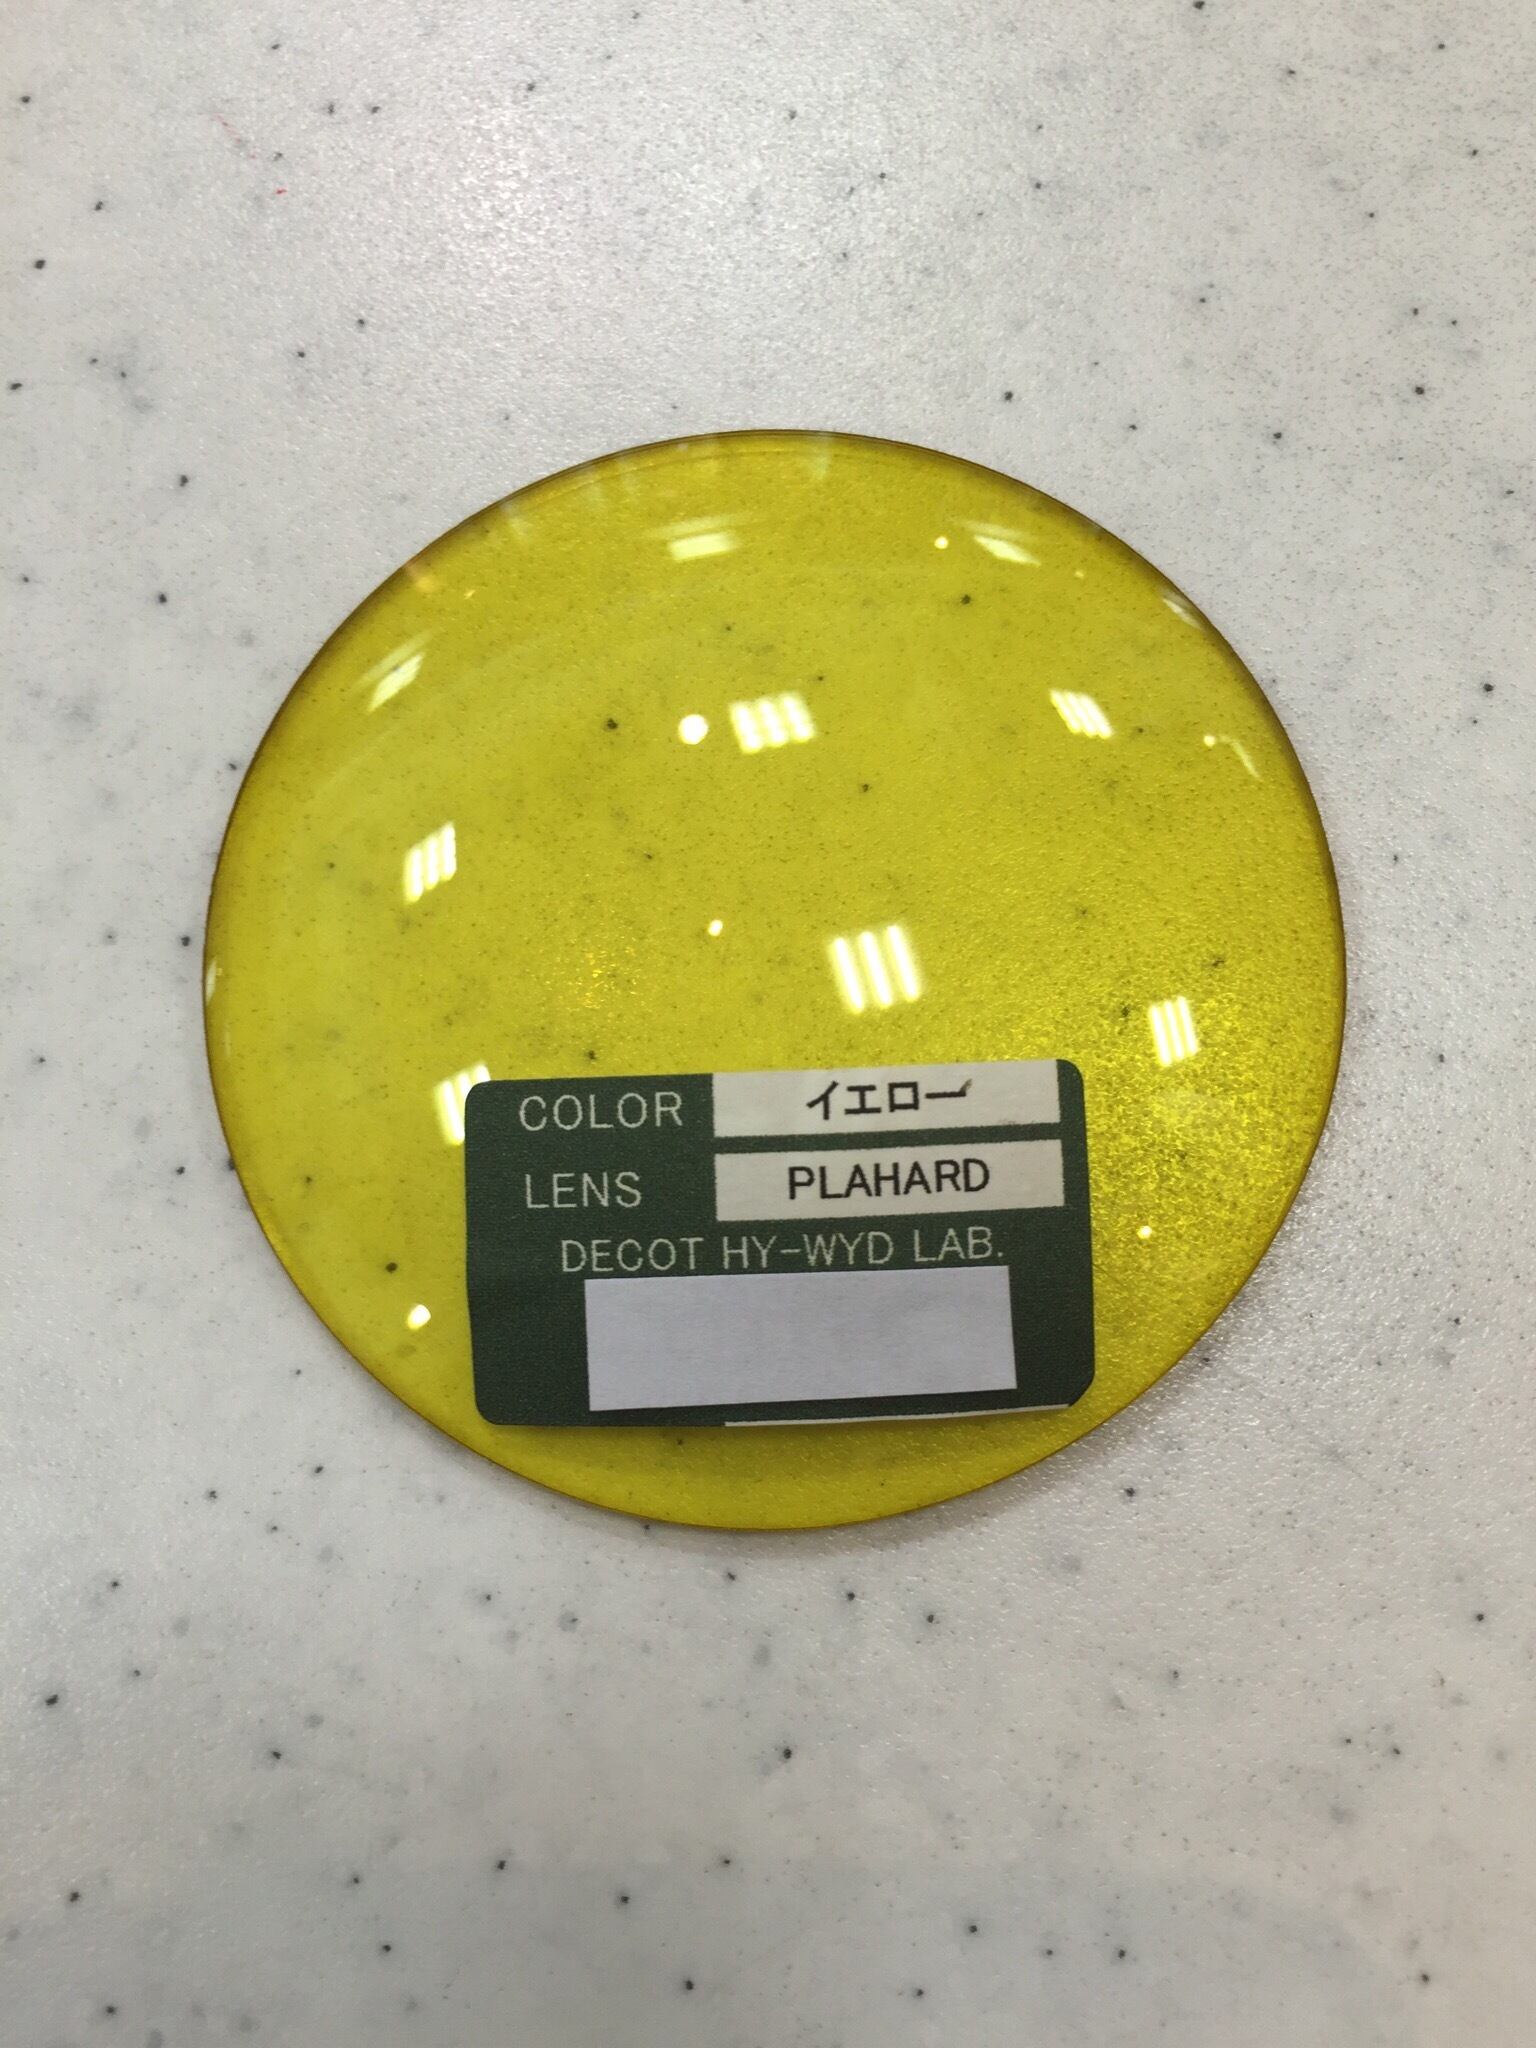 COLOR イエロー
LENS PLAHARD
DECOT HY-WYD LAB.